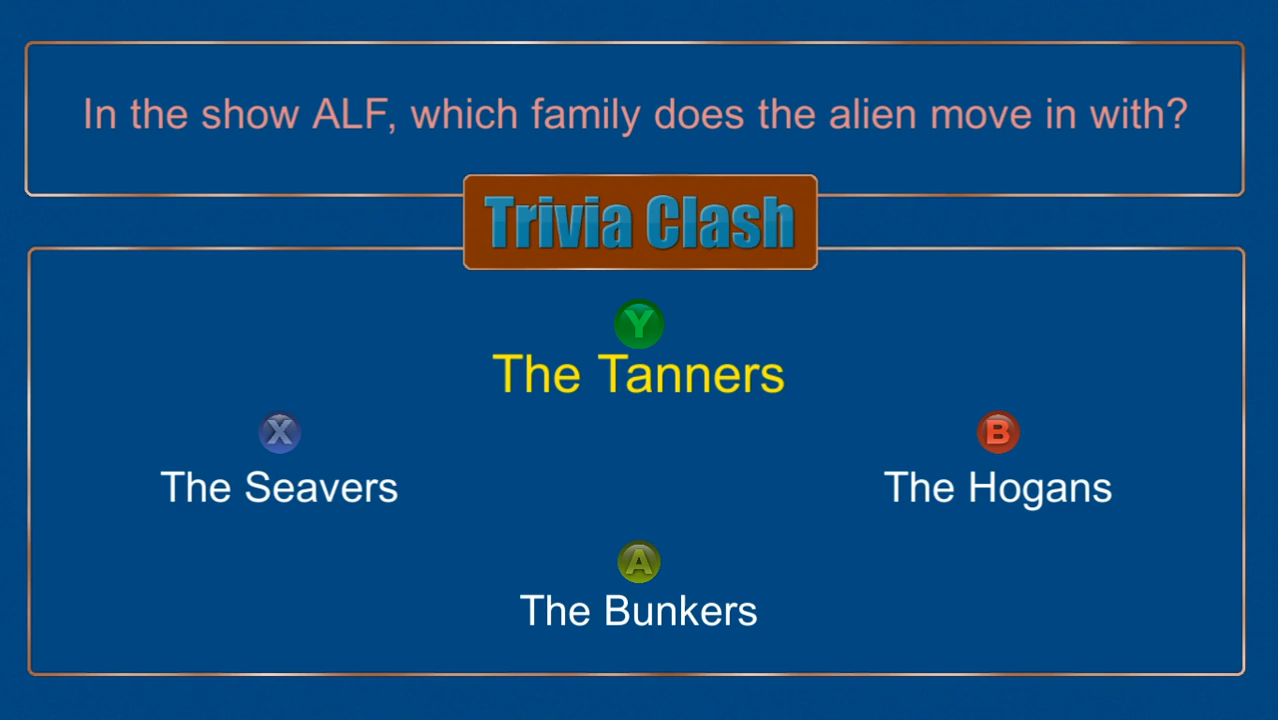 In the show ALF, which family does the alien move in with?
Trivia Clash
Y
The Tanners
X
B
The Seavers
The Hogans
A
The Bunkers